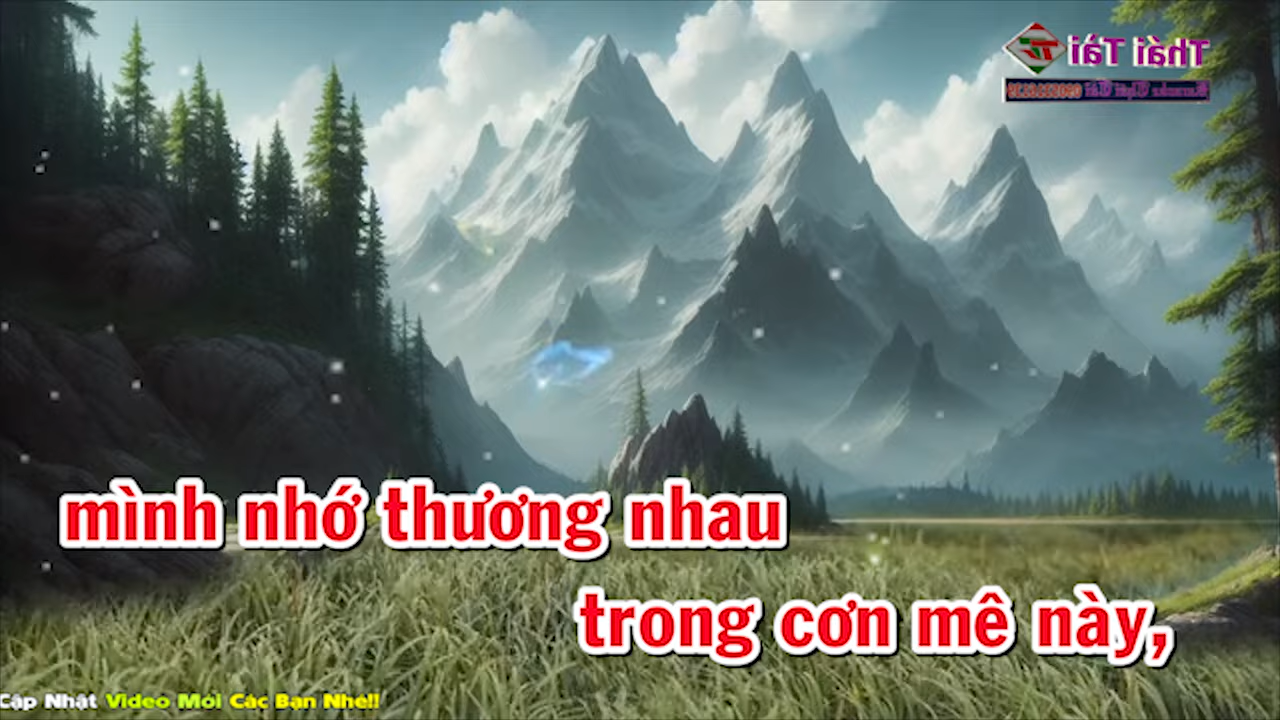 Thái Tài
mình nhớ thương nhau
trong cơn mê này,
Cập Nhật Video Mới Các Bạn Nhé!!